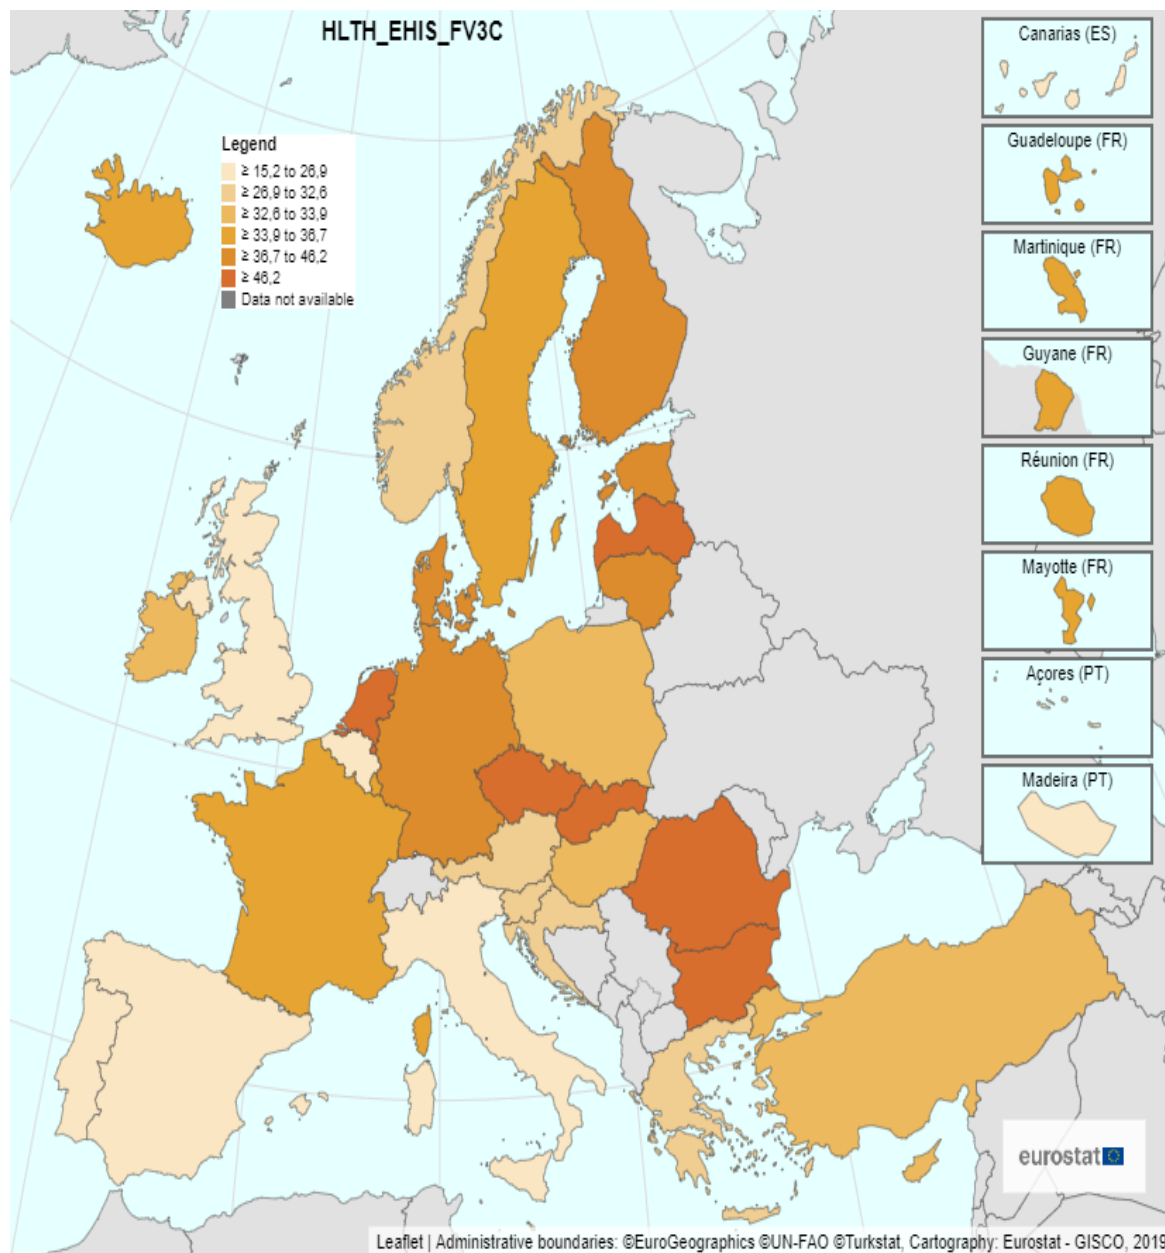 HLTH_EHIS_FV3C
Legend
≥ 15,2 to 26,9
≥ 26,9 to 32,6
≥ 32,6 to 33,9
≥ 33,9 to 36,7
≥ 36,7 to 46,2
≥ 46,2
Data not available
Canarias (ES)
Guadeloupe (FR)
Martinique (FR)
Guyane (FR)
Réunion (FR)
Mayotte (FR)
Açores (PT)
Madeira (PT)
eurostat
Leaflet | Administrative boundaries: ©EuroGeographics ©UN-FAO ©Turkstat, Cartography: Eurostat - GISCO, 2019